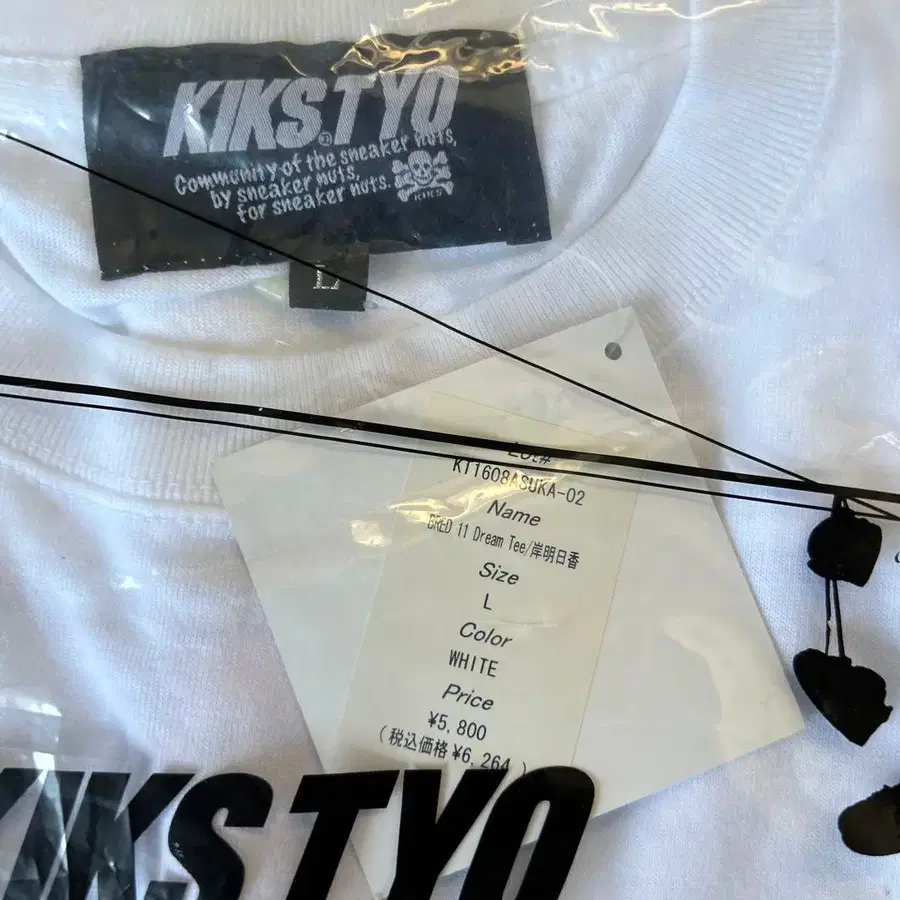 KIKSTYO
Community of the sneaker nuts,
by sneaker nuts.
for sneaker nuts.
KIKS
L
Lot#
KT1608ASUKA-02
Name
BRED 11 Dream Tee/岸明日香
Size
L
Color
WHITE
Price
¥5,800
(税込価格¥6,264)
KIKSTYO